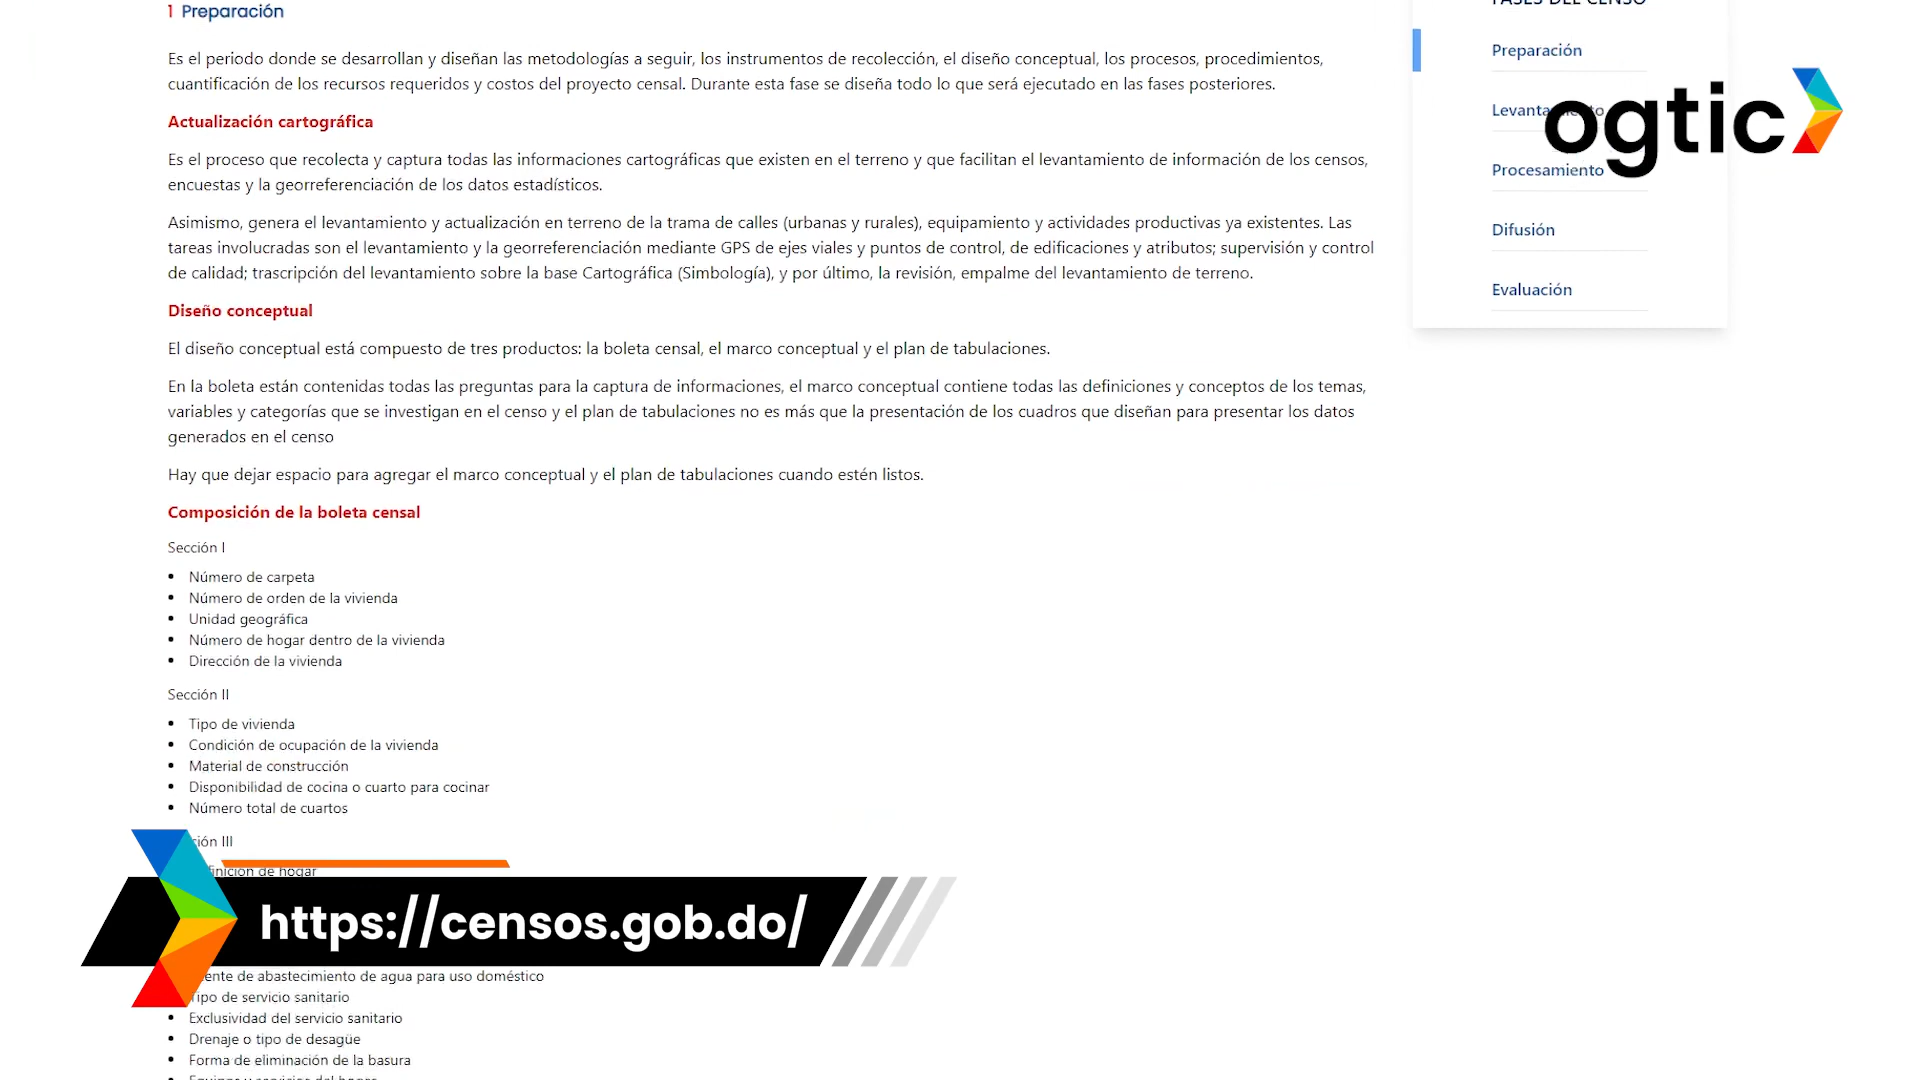 1 Preparación
Es el periodo donde se desarrollan y diseñan las metodologías a seguir, los instrumentos de recolección, el diseño conceptual, los procesos, procedimientos,
cuantificación de los recursos requeridos y costos del proyecto censal. Durante esta fase se diseña todo lo que será ejecutado en las fases posteriores.
Actualización cartográfica
Es el proceso que recolecta y captura todas las informaciones cartográficas que existen en el terreno y que facilitan el levantamiento de información de los censos,
encuestas y la georreferenciación de los datos estadísticos.
Asimismo, genera el levantamiento y actualización en terreno de la trama de calles (urbanas y rurales), equipamiento y actividades productivas ya existentes. Las
tareas involucradas son el levantamiento y la georreferenciación mediante GPS de ejes viales y puntos de control, de edificaciones y atributos; supervisión y control
de calidad; trascripción del levantamiento sobre la base Cartográfica (Simbología), y por último, la revisión, empalme del levantamiento de terreno.
Diseño conceptual
El diseño conceptual está compuesto de tres productos: la boleta censal, el marco conceptual y el plan de tabulaciones.
En la boleta están contenidas todas las preguntas para la captura de informaciones, el marco conceptual contiene todas las definiciones y conceptos de los temas,
variables y categorías que se investigan en el censo y el plan de tabulaciones no es más que la presentación de los cuadros que diseñan para presentar los datos
generados en el censo
Hay que dejar espacio para agregar el marco conceptual y el plan de tabulaciones cuando estén listos.
Composición de la boleta censal
Sección I
• Número de carpeta
• Número de orden de la vivienda
• Unidad geográfica
• Número de hogar dentro de la vivienda
• Dirección de la vivienda
Sección II
• Tipo de vivienda
• Condición de ocupación de la vivienda
• Material de construcción
• Disponibilidad de cocina o cuarto para cocinar
• Número total de cuartos
III
de hogar
https://censos.gob.do/
de abastecimiento de agua para uso doméstico
Tipo de servicio sanitario
• Exclusividad del servicio sanitario
• Drenaje o tipo de desagüe
• Forma de eliminación de la basura
FASES DEL CENSO
Preparación
Procesamiento
Difusión
Evaluación
ogtic